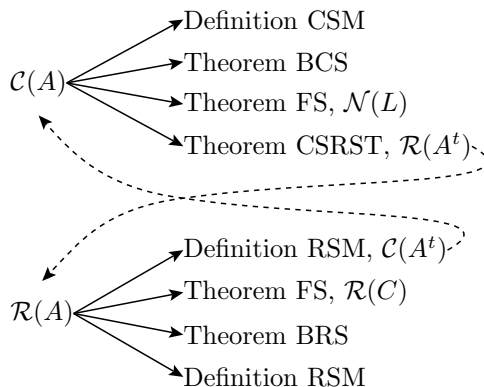 Definition CSM
Theorem BCS
𝒞(A)
Theorem FS, 𝒩(L)
Theorem CSRST, ℛ(Aᵗ)
Definition RSM, 𝒞(Aᵗ)
Theorem FS, ℛ(C)
ℛ(A)
Theorem BRS
Definition RSM